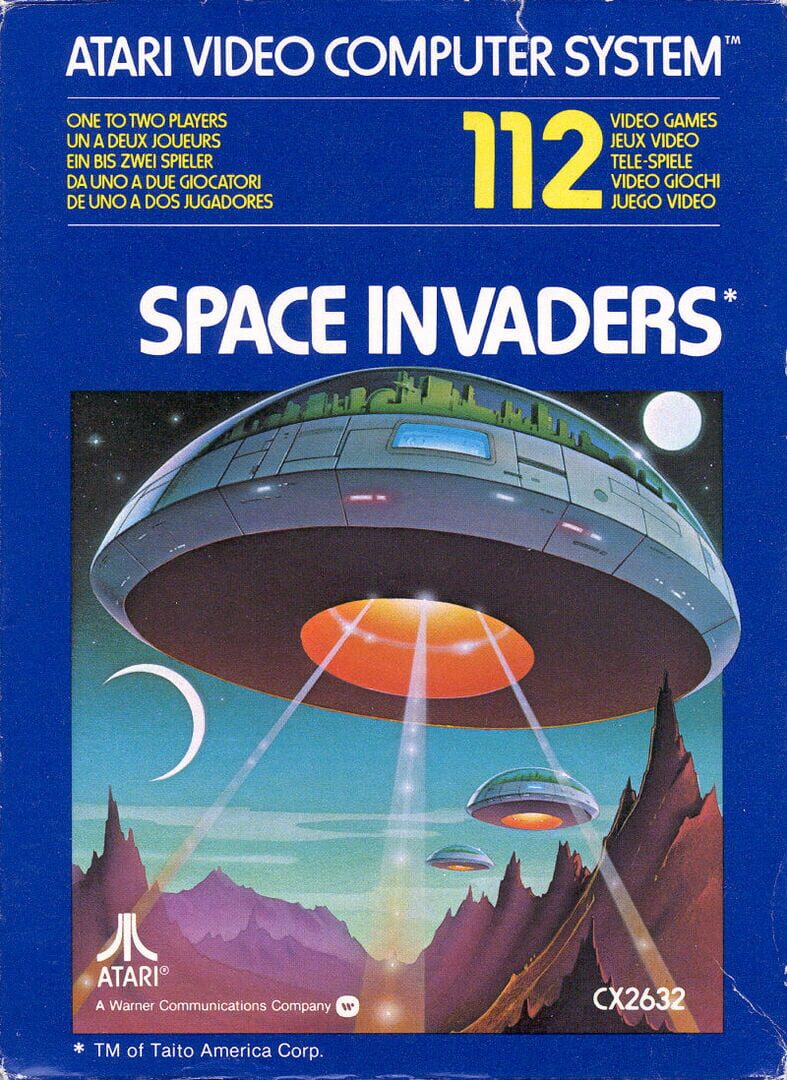 ATARI VIDEO COMPUTER SYSTEM™
ONE TO TWO PLAYERS
UN A DEUX JOUEURS
EIN BIS ZWEI SPIELER
DA UNO A DUE GIOCATORI
DE UNO A DOS JUGADORES
112
VIDEO GAMES
JEUX VIDEO
TELE-SPIELE
VIDEO GIOCHI
JUEGO VIDEO
SPACE INVADERS*
ATARI®
A Warner Communications Company
CX2632
* TM of Taito America Corp.